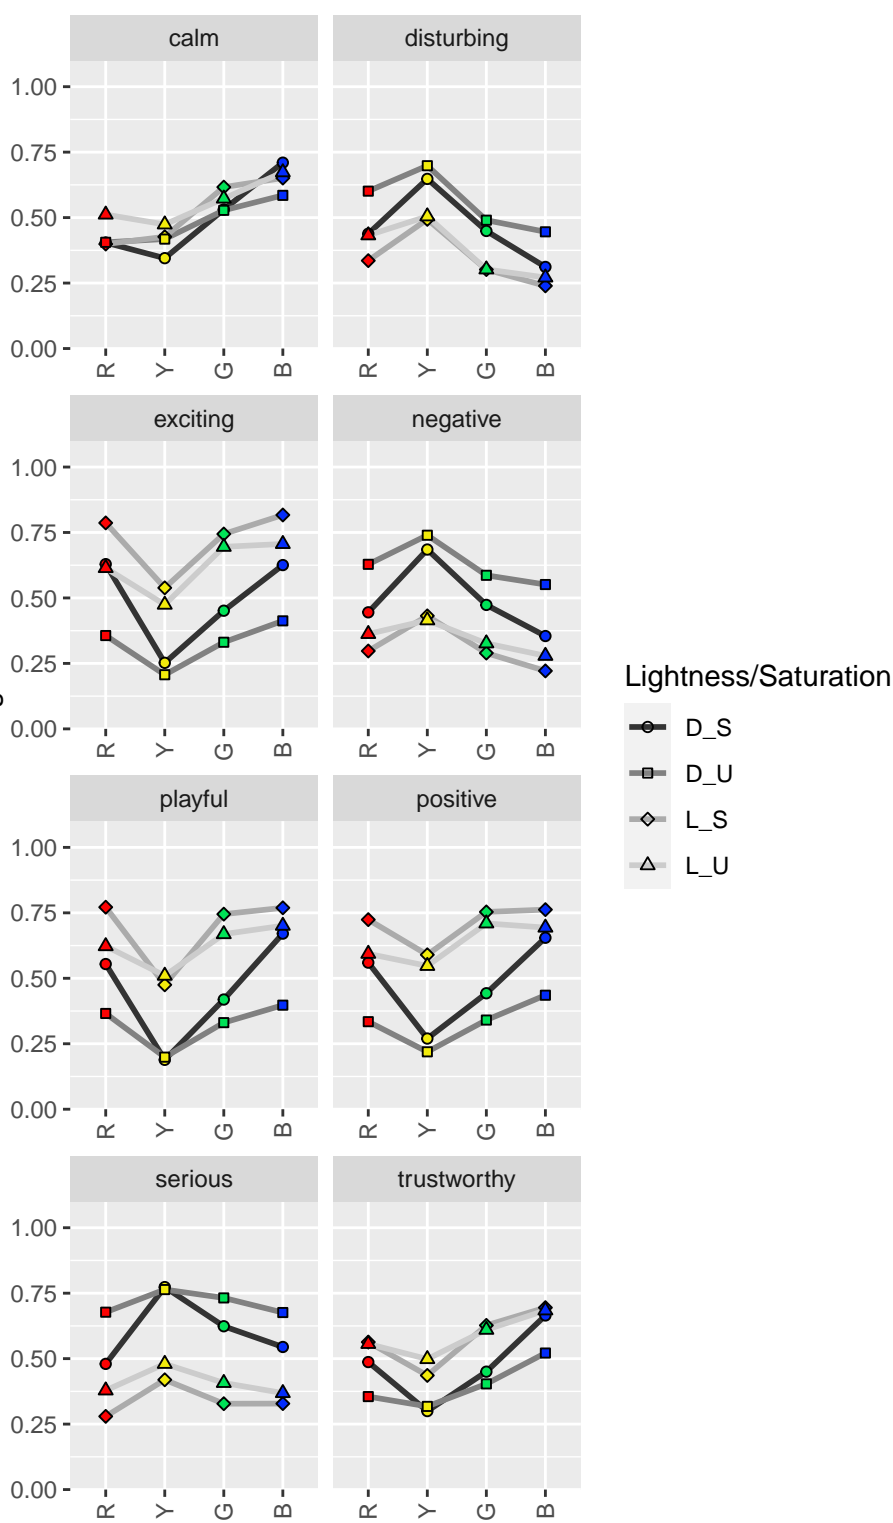 calm disturbing
1.00
0.75
0.50
0.25
0.00
R Y G B R Y G B
exciting negative
1.00
0.75
0.50
0.25
0.00
R Y G B R Y G B
playful positive
1.00
0.75
0.50
0.25
0.00
R Y G B R Y G B
serious trustworthy
1.00
0.75
0.50
0.25
0.00
R Y G B R Y G B
Lightness/Saturation
D_S
D_U
L_S
L_U